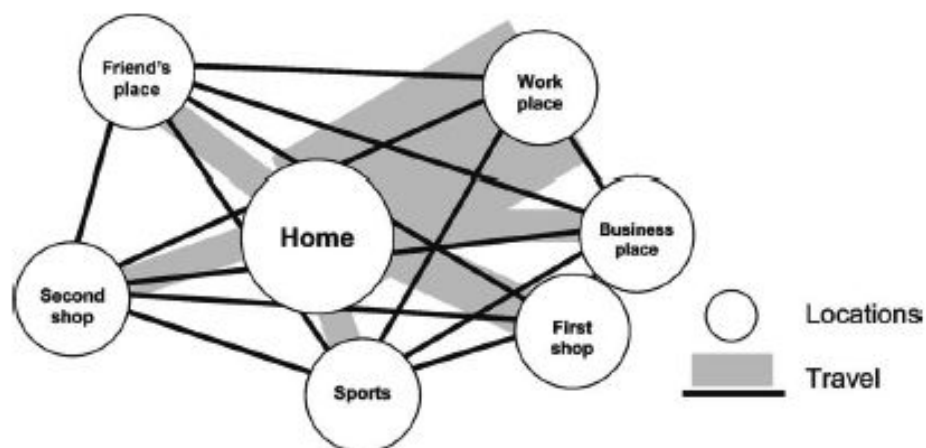 Friend's
place
Work
place
Home
Business
place
Second
shop
First
shop
Sports
Locations
Travel